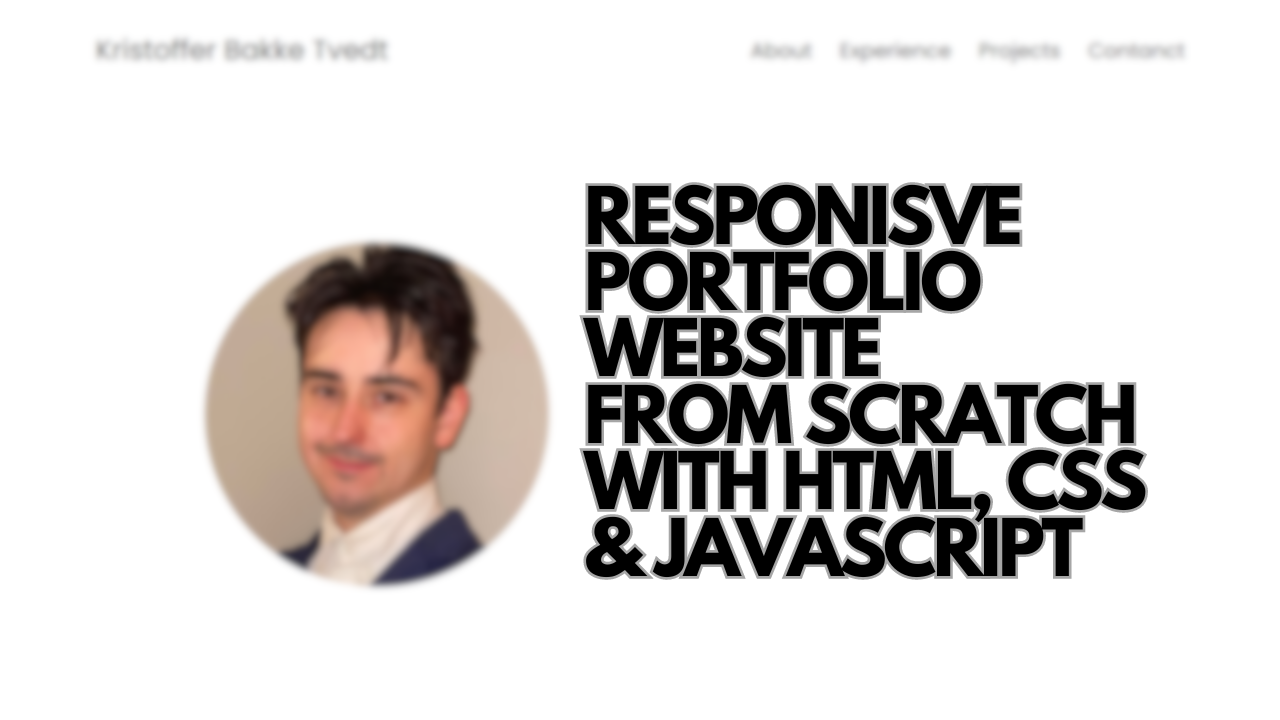 Kristoffer Bakke Tvedt
About Experience Projects Contanct
RESPONISVE
PORTFOLIO
WEBSITE
FROM SCRATCH
WITH HTML, CSS
& JAVASCRIPT